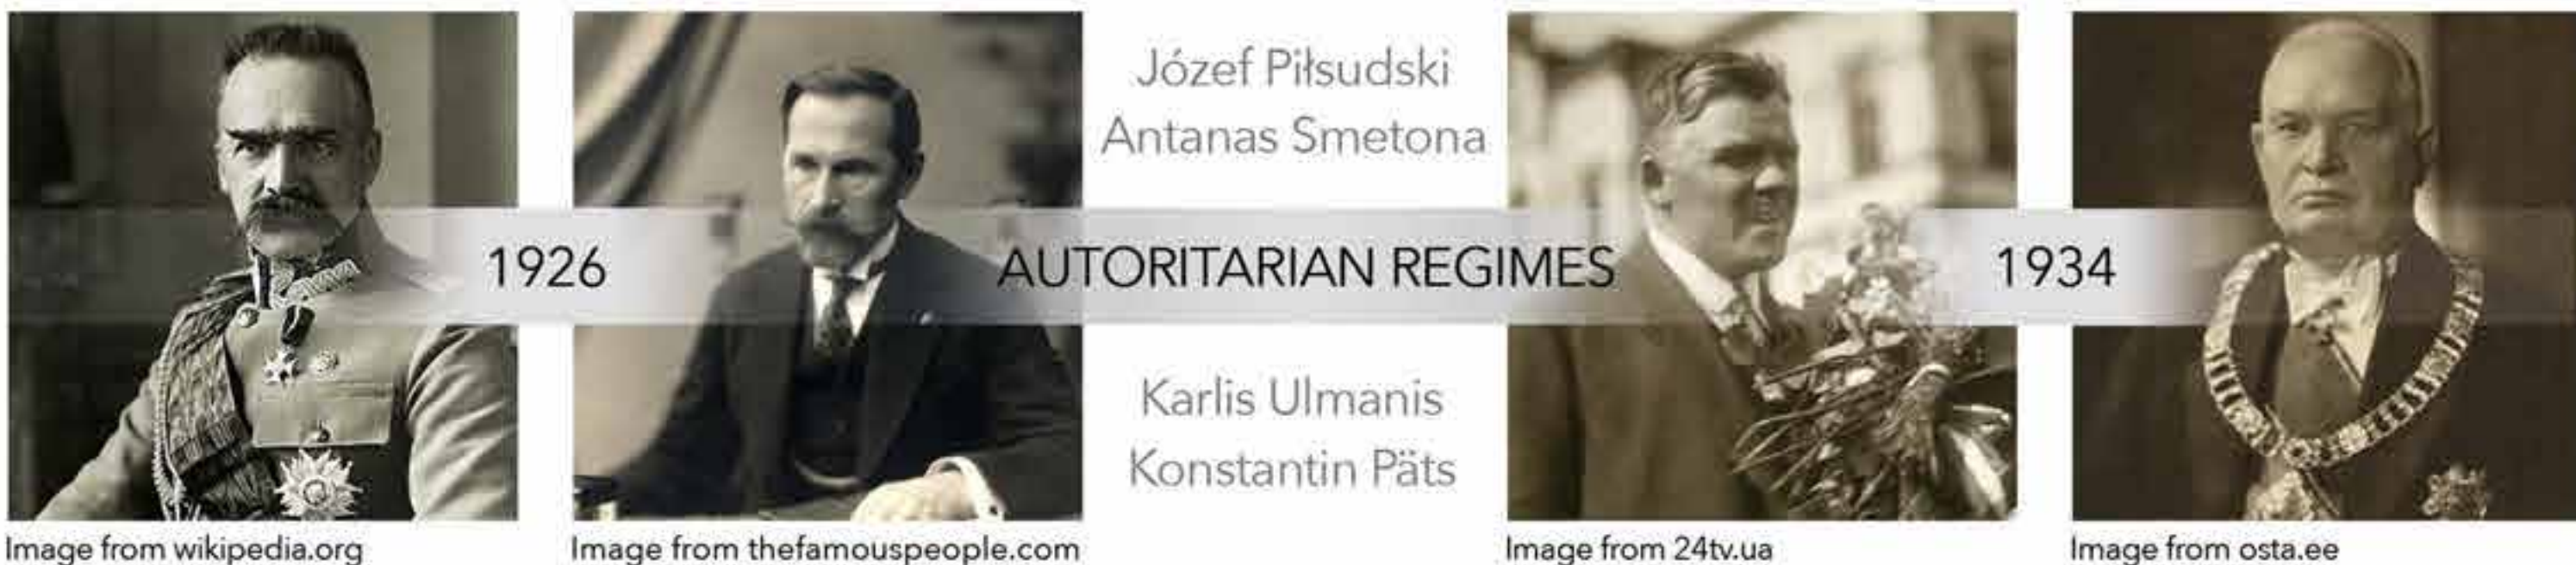 Józef Piłsudski
Antanas Smetona
1926
AUTORITARIAN REGIMES
1934
Karlis Ulmanis
Konstantin Päts
Image from wikipedia.org
Image from thefamouspeople.com
Image from 24tv.ua
Image from osta.ee